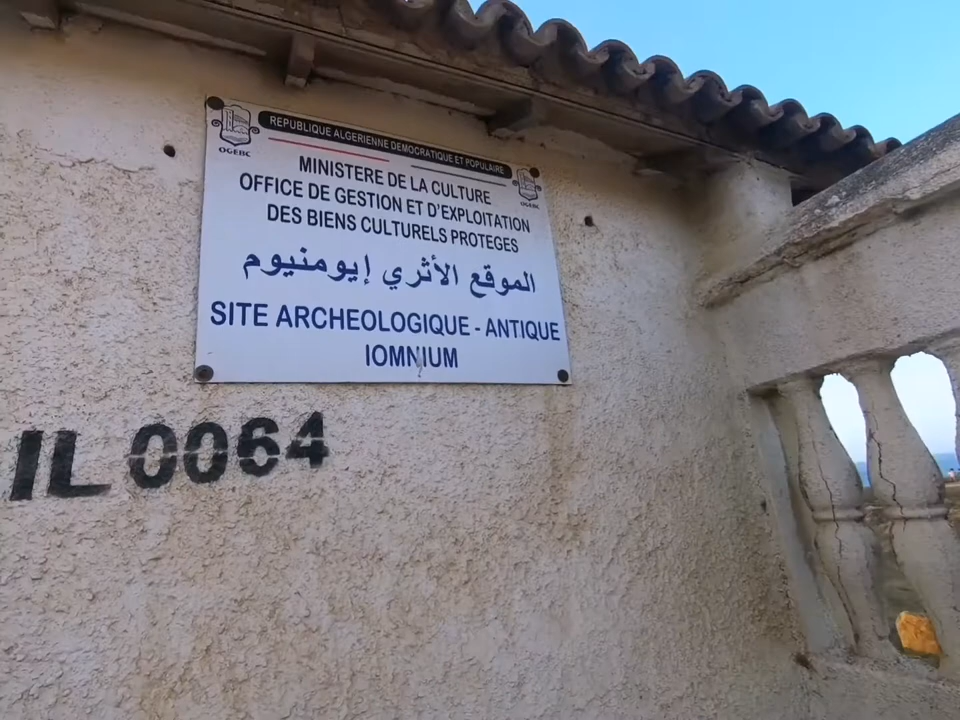 REPUBLIQUE ALGERIENNE DEMOCRATIQUE ET POPULAIRE
OGEBC
OGEBC
MINISTERE DE LA CULTURE
OFFICE DE GESTION ET D'EXPLOITATION
DES BIENS CULTURELS PROTEGES
الموقع الأثري إيومنيوم
SITE ARCHEOLOGIQUE - ANTIQUE
IOMNIUM
IL 0064